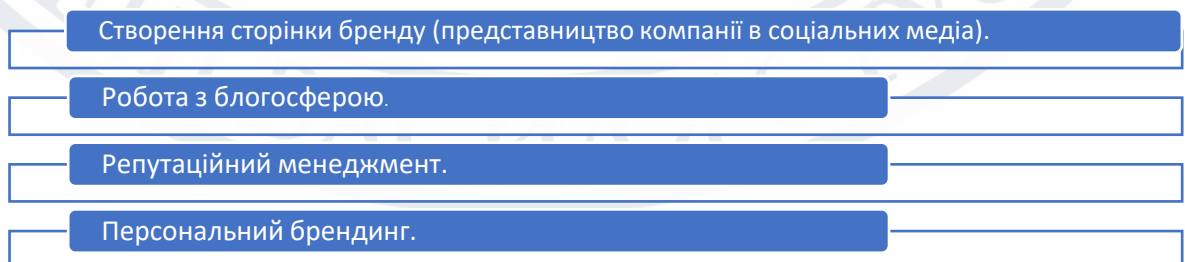 Створення сторінки бренду (представництво компанії в соціальних медіа).
Робота з блогосферою.
Репутаційний менеджмент.
Персональний брендинг.